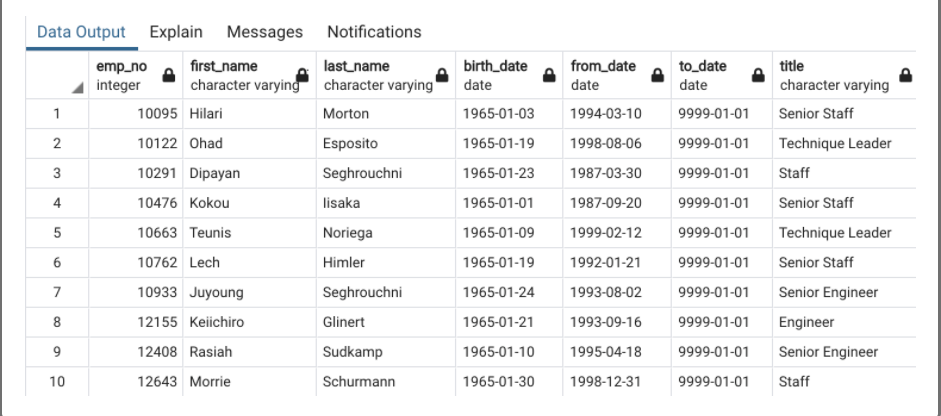 Data Output Explain Messages Notifications
emp_no first_name last_name birth_date from_date to_date title
integer character varying character varying date date date character varying
1 10095 Hilari Morton 1965-01-03 1994-03-10 9999-01-01 Senior Staff
2 10122 Ohad Esposito 1965-01-19 1998-08-06 9999-01-01 Technique Leader
3 10291 Dipayan Seghrouchni 1965-01-23 1987-03-30 9999-01-01 Staff
4 10476 Kokou Iisaka 1965-01-01 1987-09-20 9999-01-01 Senior Staff
5 10663 Teunis Noriega 1965-01-09 1999-02-12 9999-01-01 Technique Leader
6 10762 Lech Himler 1965-01-19 1992-01-21 9999-01-01 Senior Staff
7 10933 Juyoung Seghrouchni 1965-01-24 1993-08-02 9999-01-01 Senior Engineer
8 12155 Keiichiro Glinert 1965-01-21 1993-09-16 9999-01-01 Engineer
9 12408 Rasiah Sudkamp 1965-01-10 1995-04-18 9999-01-01 Senior Engineer
10 12643 Morrie Schurmann 1965-01-30 1998-12-31 9999-01-01 Staff